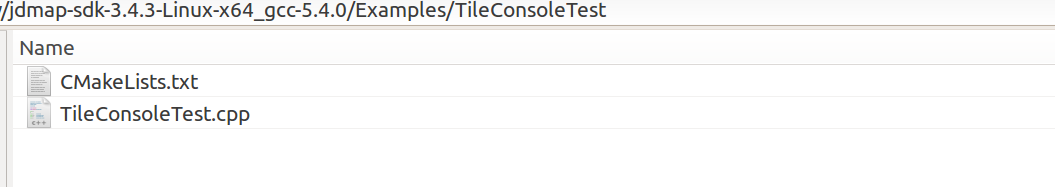 /jdmap-sdk-3.4.3-Linux-x64_gcc-5.4.0/Examples/TileConsoleTest
Name
CMakeLists.txt
TileConsoleTest.cpp